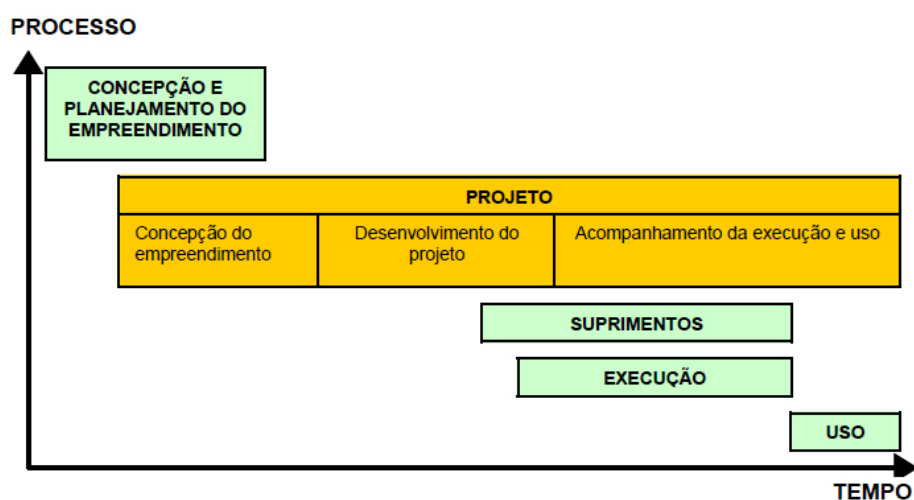 PROCESSO
CONCEPÇÃO E
PLANEJAMENTO DO
EMPREENDIMENTO
PROJETO
Concepção do
empreendimento
Desenvolvimento do
projeto
Acompanhamento da execução e uso
SUPRIMENTOS
EXECUÇÃO
USO
TEMPO